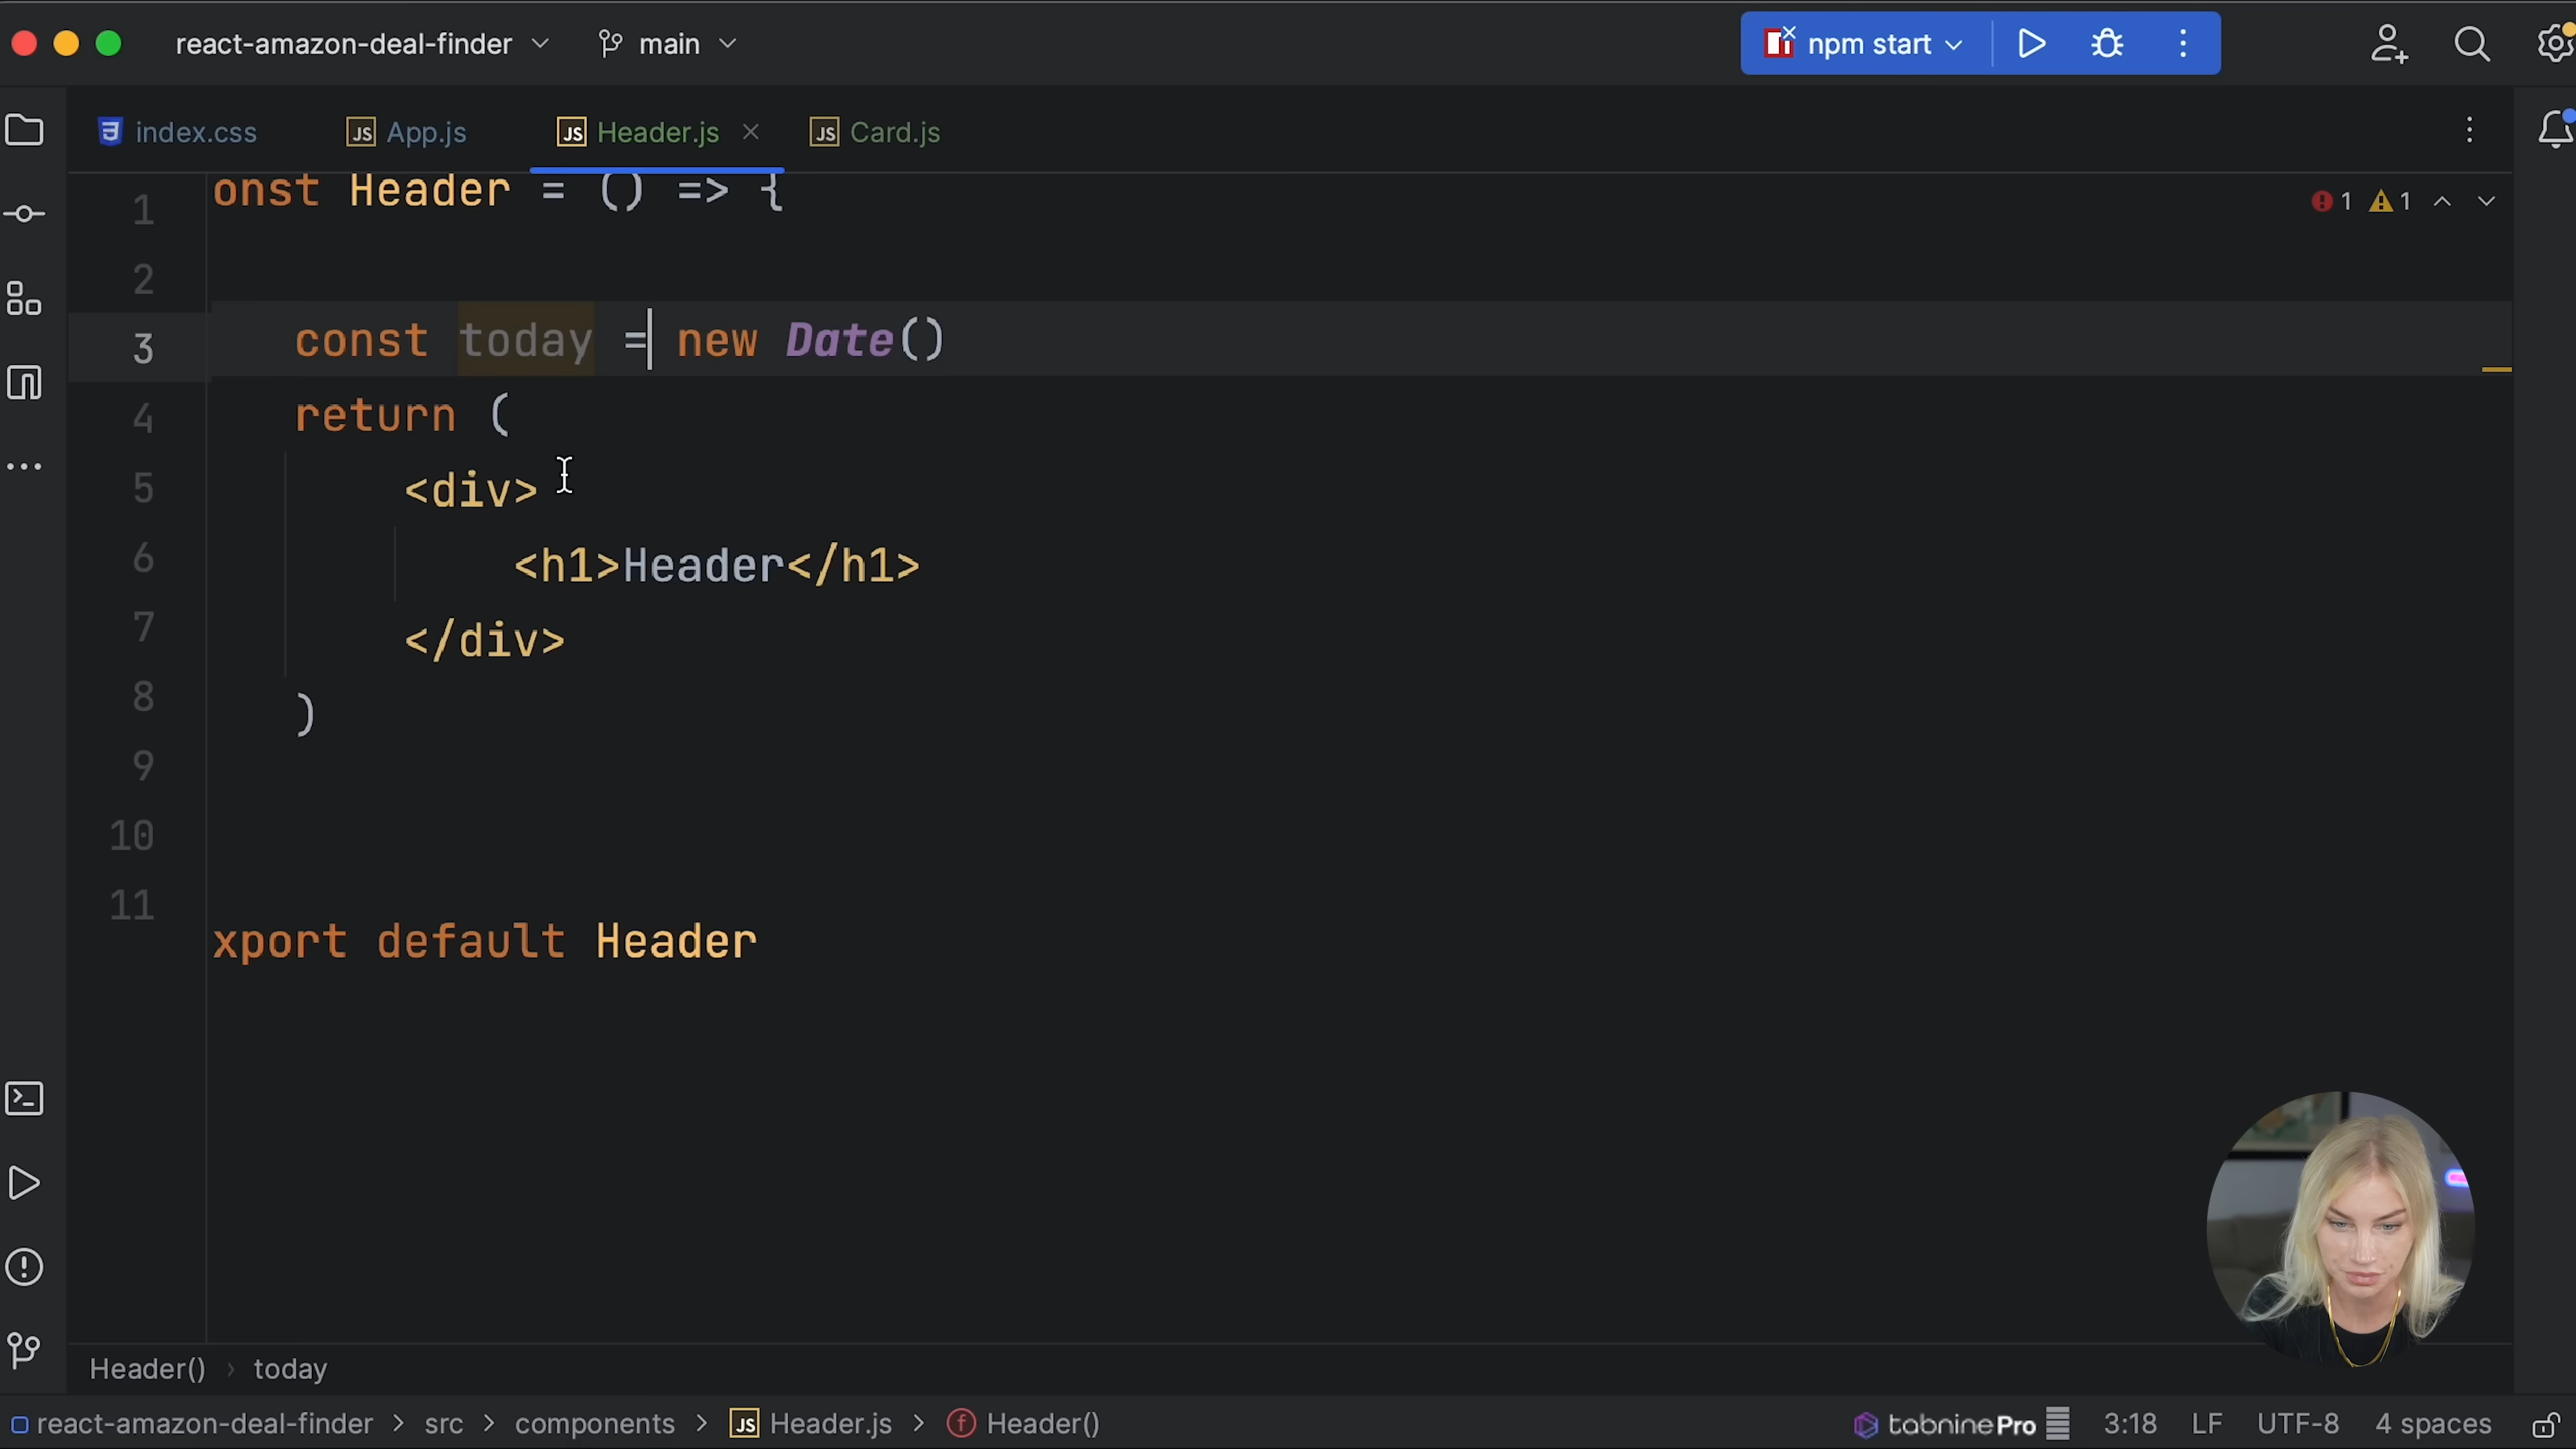 react-amazon-deal-finder main npm start
index.css App.js Header.js Card.js
1 onst Header = () => { 1 1
2
3 const today = new Date()
4 return (
5 <div>
6 <h1>Header</h1>
7 </div>
8 )
9
10
11
xport default Header
Header() › today
react-amazon-deal-finder > src > components > JS Header.js > f Header() tabnine Pro 3:18 LF UTF-8 4 spaces